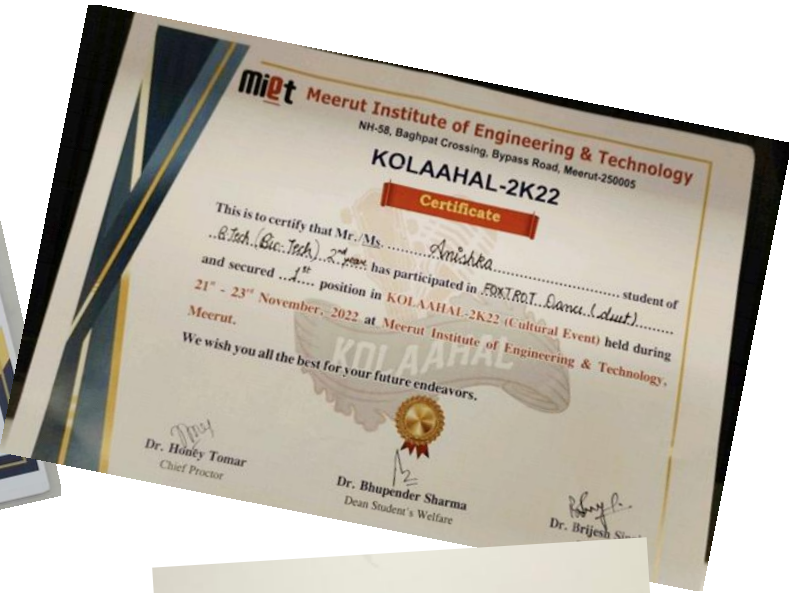 miet Meerut Institute of Engineering & Technology
NH-58, Baghpat Crossing, Bypass Road, Meerut-250005
KOLAAHAL-2K22
Certificate
This is to certify that Mr./Ms. ........Anishka.............................. student of
..B.Tech (Bio-Tech) 2nd year has participated in FOXTROT Dance (duet).........
and secured ..1st.... position in KOLAAHAL-2K22 (Cultural Event) held during
21st - 23rd November, 2022 at Meerut Institute of Engineering & Technology,
Meerut.
KOLAAHAL
We wish you all the best for your future endeavors.
Dr. Honey Tomar
Chief Proctor
Dr. Bhupender Sharma
Dean Student's Welfare
Dr. Brijesh